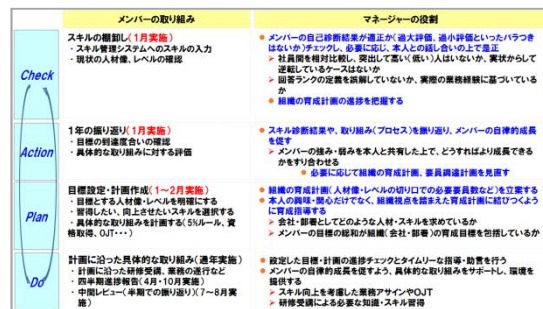 メンバーの取り組み
マネージャーの役割
Check
スキルの棚卸し(1月実施)
・スキル管理システムへのスキルの入力
・現状の人材像、レベルの確認
● メンバーの自己診断結果が適正か(過大評価、過小評価といったバラつき
はないか)チェックし、必要に応じ、本人との話し合いの上で是正
➢ 社員間を相対比較し、突出して高い(低い)人はいないか、実状からして
逆転しているケースはないか
➢ 回答ランクの定義を誤解していないか、実際の業務経験に基づいている
か
● 組織の育成計画の進捗を把握する
Action
1年の振り返り(1月実施)
・目標の到達度合いの確認
・具体的な取り組みに対する評価
● スキル診断結果や、取り組み(プロセス)を振り返り、メンバーの自律的成長
を促す
➢ メンバーの強み・弱みを本人と共有した上で、どうすればより成長できる
かをすり合わせる
● 必要に応じて組織の育成計画、要員調達計画を見直す
Plan
目標設定・計画作成(1~2月実施)
・目標とする人材像・レベルを明確にする
・習得したい、向上させたいスキルを選択する
・具体的な取り組みを計画する(5%ルール、資
格取得、OJT・・・)
● 組織の育成計画(人材像・レベルの切り口での必要要員数など)を立案する
● 本人の興味・関心だけでなく、組織視点を踏まえた育成計画に結びつくよう
に育成指導する
➢ 会社・部署としてどのような人材・スキルを求めているか
➢ メンバーの目標の総和が組織(会社・部署)の育成目標を包括しているか
Do
計画に沿った具体的な取り組み(通年実施)
・計画に沿った研修受講、業務の遂行など
・四半期進捗報告(4月・10月実施)
・中間レビュー(半期での振り返り)(7~8月実
施)
● 設定した目標・計画の進捗チェックとタイムリーな指導・助言を行う
● メンバーの自律的成長を促すよう、具体的な取り組みをサポートし、環境を
提供する
➢ スキル向上を考慮した業務アサインやOJT
➢ 研修受講による必要な知識・スキル習得